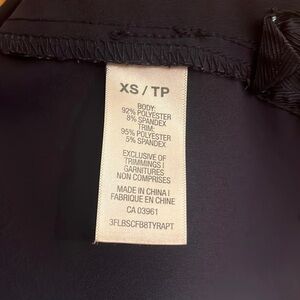 XS / TP
BODY:
92% POLYESTER
8% SPANDEX
TRIM:
95% POLYESTER
5% SPANDEX
EXCLUSIVE OF
TRIMMINGS |
GARNITURES
NON COMPRISES
MADE IN CHINA |
FABRIQUE EN CHINE
CA 03961
3FLBSCFB8TYRAPT